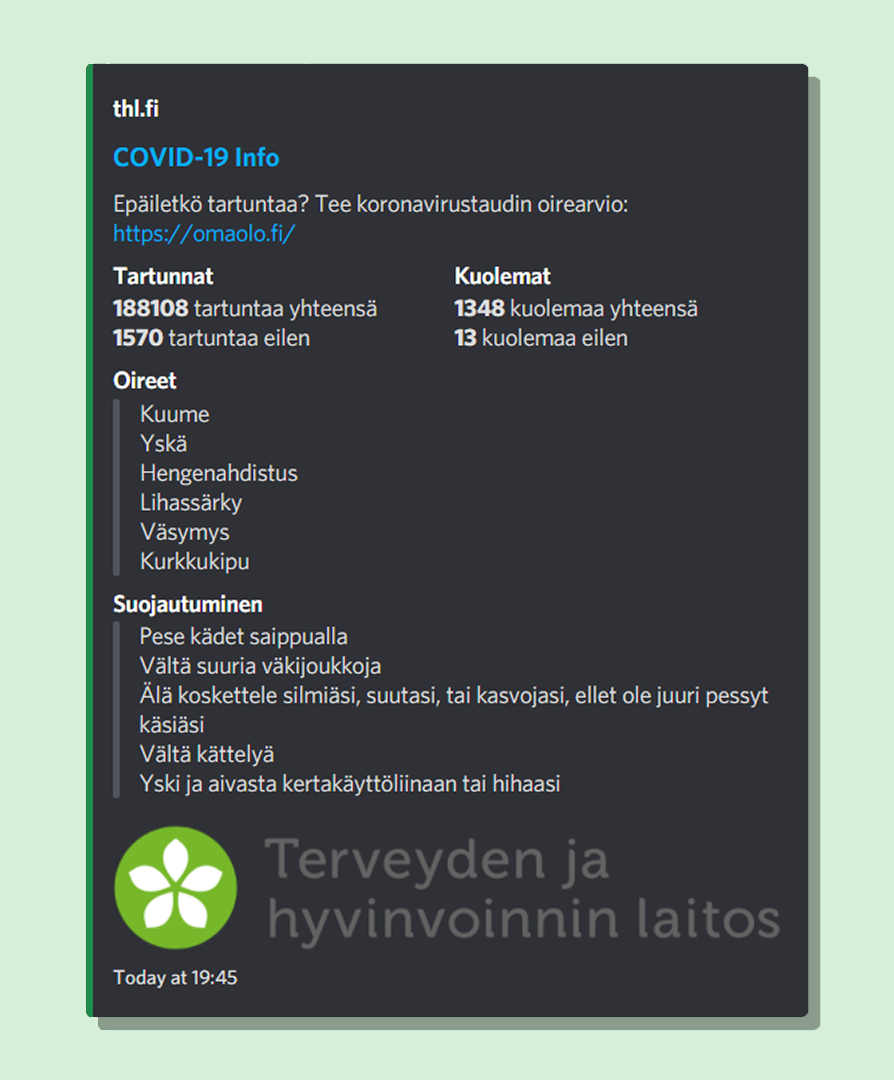 thl.fi
COVID-19 Info
Epäiletkö tartuntaa? Tee koronavirustaudin oirearvio:
https://omaolo.fi/
Tartunnat
188108 tartuntaa yhteensä
1570 tartuntaa eilen
Kuolemat
1348 kuolemaa yhteensä
13 kuolemaa eilen
Oireet
Kuume
Yskä
Hengenahdistus
Lihassärky
Väsymys
Kurkkukipu
Suojautuminen
Pese kädet saippualla
Vältä suuria väkijoukkoja
Älä koskettele silmiäsi, suutasi, tai kasvojasi, ellet ole juuri pessyt
käsiäsi
Vältä kättelyä
Yski ja aivasta kertakäyttöliinaan tai hihaasi
Terveyden ja
hyvinvoinnin laitos
Today at 19:45